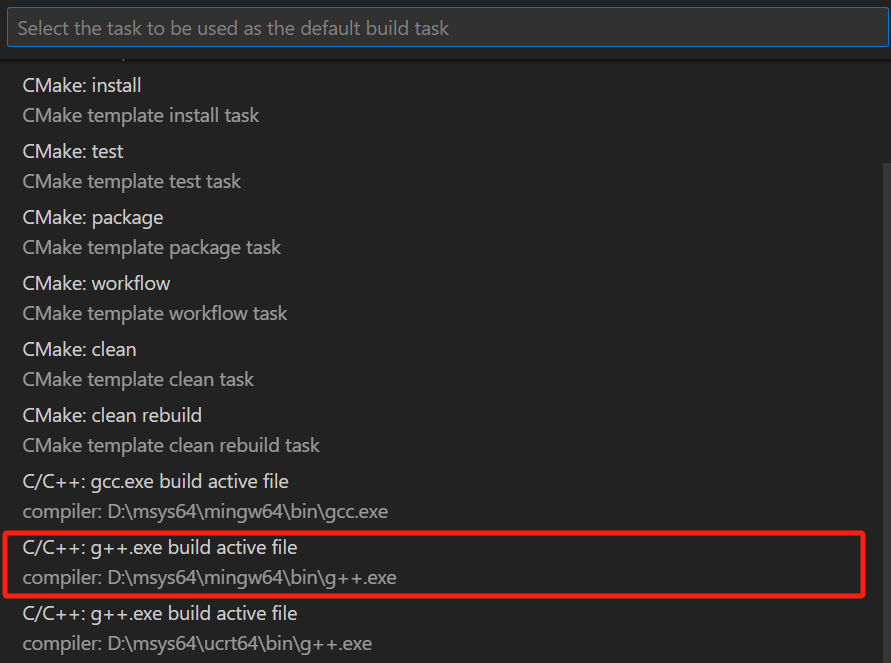 Select the task to be used as the default build task
CMake: install
CMake template install task
CMake: test
CMake template test task
CMake: package
CMake template package task
CMake: workflow
CMake template workflow task
CMake: clean
CMake template clean task
CMake: clean rebuild
CMake template clean rebuild task
C/C++: gcc.exe build active file
compiler: D:\msys64\mingw64\bin\gcc.exe
C/C++: g++.exe build active file
compiler: D:\msys64\mingw64\bin\g++.exe
C/C++: g++.exe build active file
compiler: D:\msys64\ucrt64\bin\g++.exe